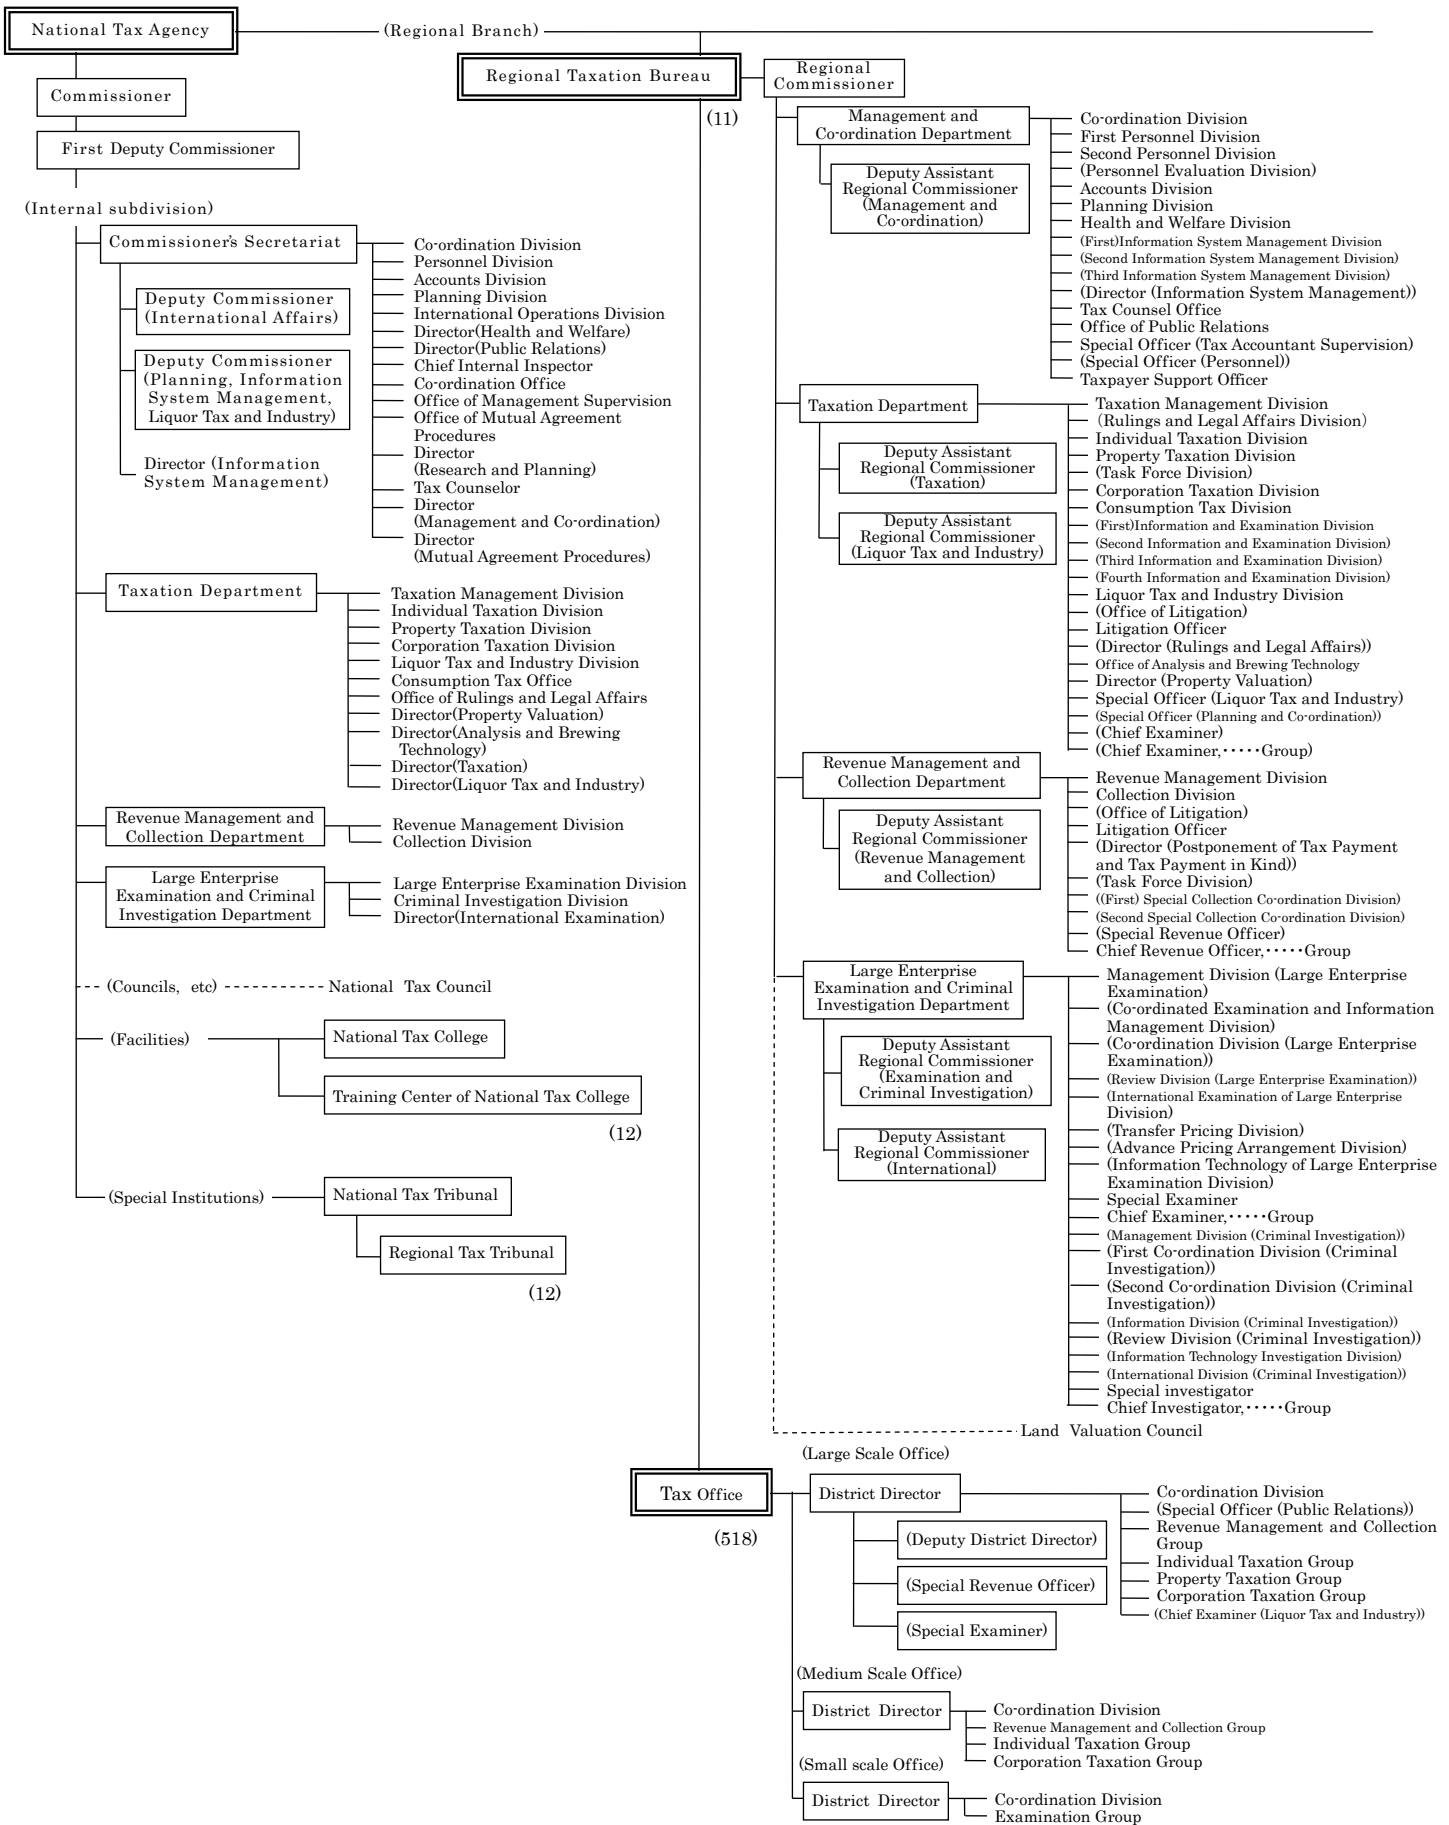 National Tax Agency
(Regional Branch)
Commissioner
First Deputy Commissioner
(Internal subdivision)
Commissioner's Secretariat
Deputy Commissioner
(International Affairs)
Deputy Commissioner
(Planning, Information
System Management,
Liquor Tax and Industry)
Director (Information
System Management)
Co-ordination Division
Personnel Division
Accounts Division
Planning Division
International Operations Division
Director(Health and Welfare)
Director(Public Relations)
Chief Internal Inspector
Co-ordination Office
Office of Management Supervision
Office of Mutual Agreement
Procedures
Director
(Research and Planning)
Tax Counselor
Director
(Management and Co-ordination)
Director
(Mutual Agreement Procedures)
Taxation Department
Taxation Management Division
Individual Taxation Division
Property Taxation Division
Corporation Taxation Division
Liquor Tax and Industry Division
Consumption Tax Office
Office of Rulings and Legal Affairs
Director(Property Valuation)
Director(Analysis and Brewing
Technology)
Director(Taxation)
Director(Liquor Tax and Industry)
Revenue Management and
Collection Department
Revenue Management Division
Collection Division
Large Enterprise
Examination and Criminal
Investigation Department
Large Enterprise Examination Division
Criminal Investigation Division
Director(International Examination)
(Councils, etc)
National Tax Council
(Facilities)
National Tax College
Training Center of National Tax College
(12)
(Special Institutions)
National Tax Tribunal
Regional Tax Tribunal
(12)
Regional Taxation Bureau
(11)
Regional
Commissioner
Management and
Co-ordination Department
Deputy Assistant
Regional Commissioner
(Management and
Co-ordination)
Co-ordination Division
First Personnel Division
Second Personnel Division
(Personnel Evaluation Division)
Accounts Division
Planning Division
Health and Welfare Division
(First)Information System Management Division
(Second Information System Management Division)
(Third Information System Management Division)
(Director (Information System Management))
Tax Counsel Office
Office of Public Relations
Special Officer (Tax Accountant Supervision)
(Special Officer (Personnel))
Taxpayer Support Officer
Taxation Department
Deputy Assistant
Regional Commissioner
(Taxation)
Deputy Assistant
Regional Commissioner
(Liquor Tax and Industry)
Taxation Management Division
(Rulings and Legal Affairs Division)
Individual Taxation Division
Property Taxation Division
(Task Force Division)
Corporation Taxation Division
Consumption Tax Division
(First)Information and Examination Division
(Second Information and Examination Division)
(Third Information and Examination Division)
(Fourth Information and Examination Division)
Liquor Tax and Industry Division
(Office of Litigation)
Litigation Officer
(Director (Rulings and Legal Affairs))
Office of Analysis and Brewing Technology
Director (Property Valuation)
Special Officer (Liquor Tax and Industry)
(Special Officer (Planning and Co-ordination))
(Chief Examiner)
(Chief Examiner,·····Group)
Revenue Management and
Collection Department
Deputy Assistant
Regional Commissioner
(Revenue Management
and Collection)
Revenue Management Division
Collection Division
(Office of Litigation)
Litigation Officer
(Director (Postponement of Tax Payment
and Tax Payment in Kind))
(Task Force Division)
((First) Special Collection Co-ordination Division)
(Second Special Collection Co-ordination Division)
(Special Revenue Officer)
Chief Revenue Officer,·····Group
Large Enterprise
Examination and Criminal
Investigation Department
Deputy Assistant
Regional Commissioner
(Examination and
Criminal Investigation)
Deputy Assistant
Regional Commissioner
(International)
Management Division (Large Enterprise
Examination)
(Co-ordinated Examination and Information
Management Division)
(Co-ordination Division (Large Enterprise
Examination))
(Review Division (Large Enterprise Examination))
(International Examination of Large Enterprise
Division)
(Transfer Pricing Division)
(Advance Pricing Arrangement Division)
(Information Technology of Large Enterprise
Examination Division)
Special Examiner
Chief Examiner,·····Group
(Management Division (Criminal Investigation))
(First Co-ordination Division (Criminal
Investigation))
(Second Co-ordination Division (Criminal
Investigation))
(Information Division (Criminal Investigation))
(Review Division (Criminal Investigation))
(Information Technology Investigation Division)
(International Division (Criminal Investigation))
Special investigator
Chief Investigator,·····Group
Land Valuation Council
Tax Office
(518)
(Large Scale Office)
District Director
(Deputy District Director)
(Special Revenue Officer)
(Special Examiner)
Co-ordination Division
(Special Officer (Public Relations))
Revenue Management and Collection
Group
Individual Taxation Group
Property Taxation Group
Corporation Taxation Group
(Chief Examiner (Liquor Tax and Industry))
(Medium Scale Office)
District Director
Co-ordination Division
Revenue Management and Collection Group
Individual Taxation Group
Corporation Taxation Group
(Small scale Office)
District Director
Co-ordination Division
Examination Group